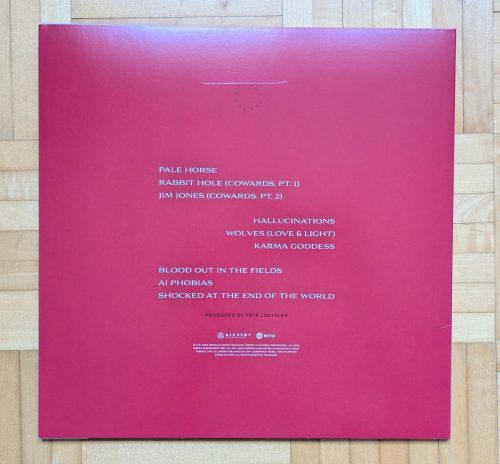 PALE HORSE
RABBIT HOLE (COWARDS, PT. 1)
JIM JONES (COWARDS, PT. 2)
HALLUCINATIONS
WOLVES (LOVE & LIGHT)
KARMA GODDESS
BLOOD OUT IN THE FIELDS
AI PHOBIAS
SHOCKED AT THE END OF THE WORLD
PRODUCED BY PETE LOEFFLER
ALCHEMY